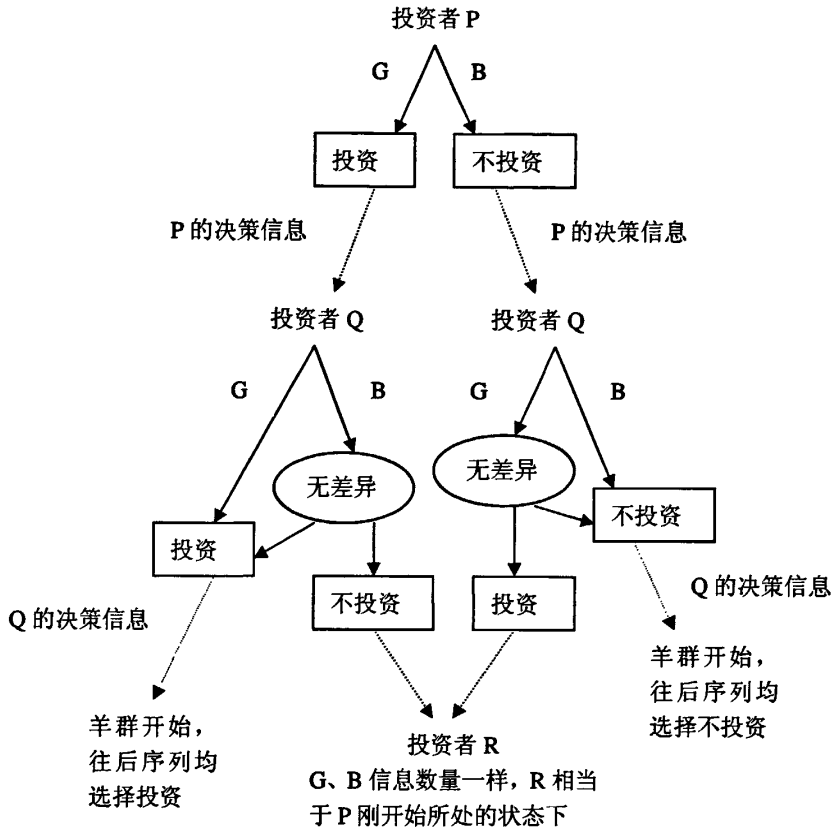 投资者 P
G
B
投资
不投资
P 的决策信息
P 的决策信息
投资者 Q
投资者 Q
G
B
G
B
无差异
无差异
投资
不投资
不投资
投资
Q 的决策信息
Q 的决策信息
羊群开始，
往后序列均
选择不投资
羊群开始，
往后序列均
选择投资
投资者 R
G、B 信息数量一样，R 相当
于 P 刚开始所处的状态下